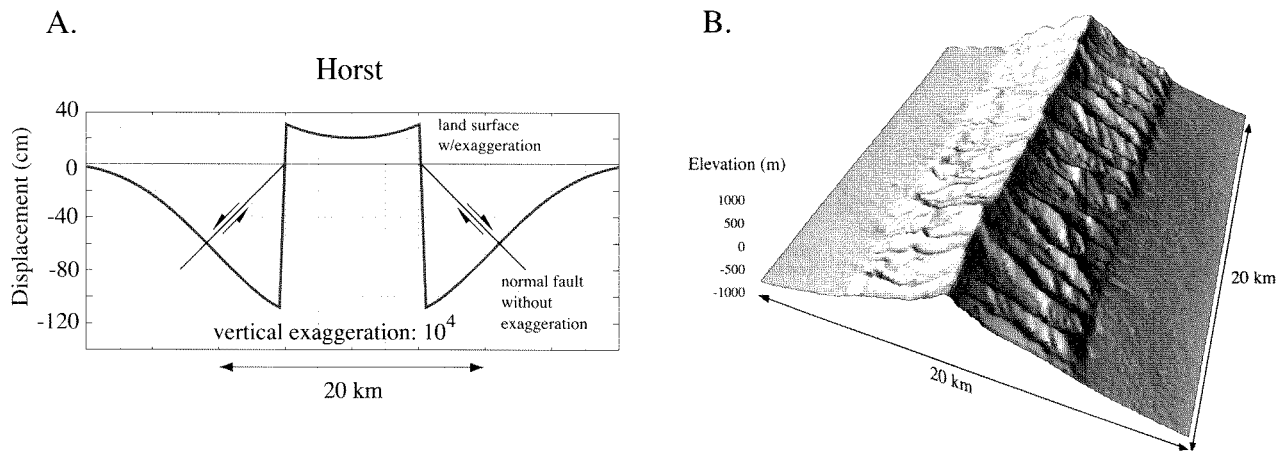 A.
Horst
40
0
-40
-80
-120
Displacement (cm)
land surface
w/exaggeration
normal fault
without
exaggeration
vertical exaggeration: 10⁴
20 km
B.
Elevation (m)
1000
500
0
-500
-1000
20 km
20 km